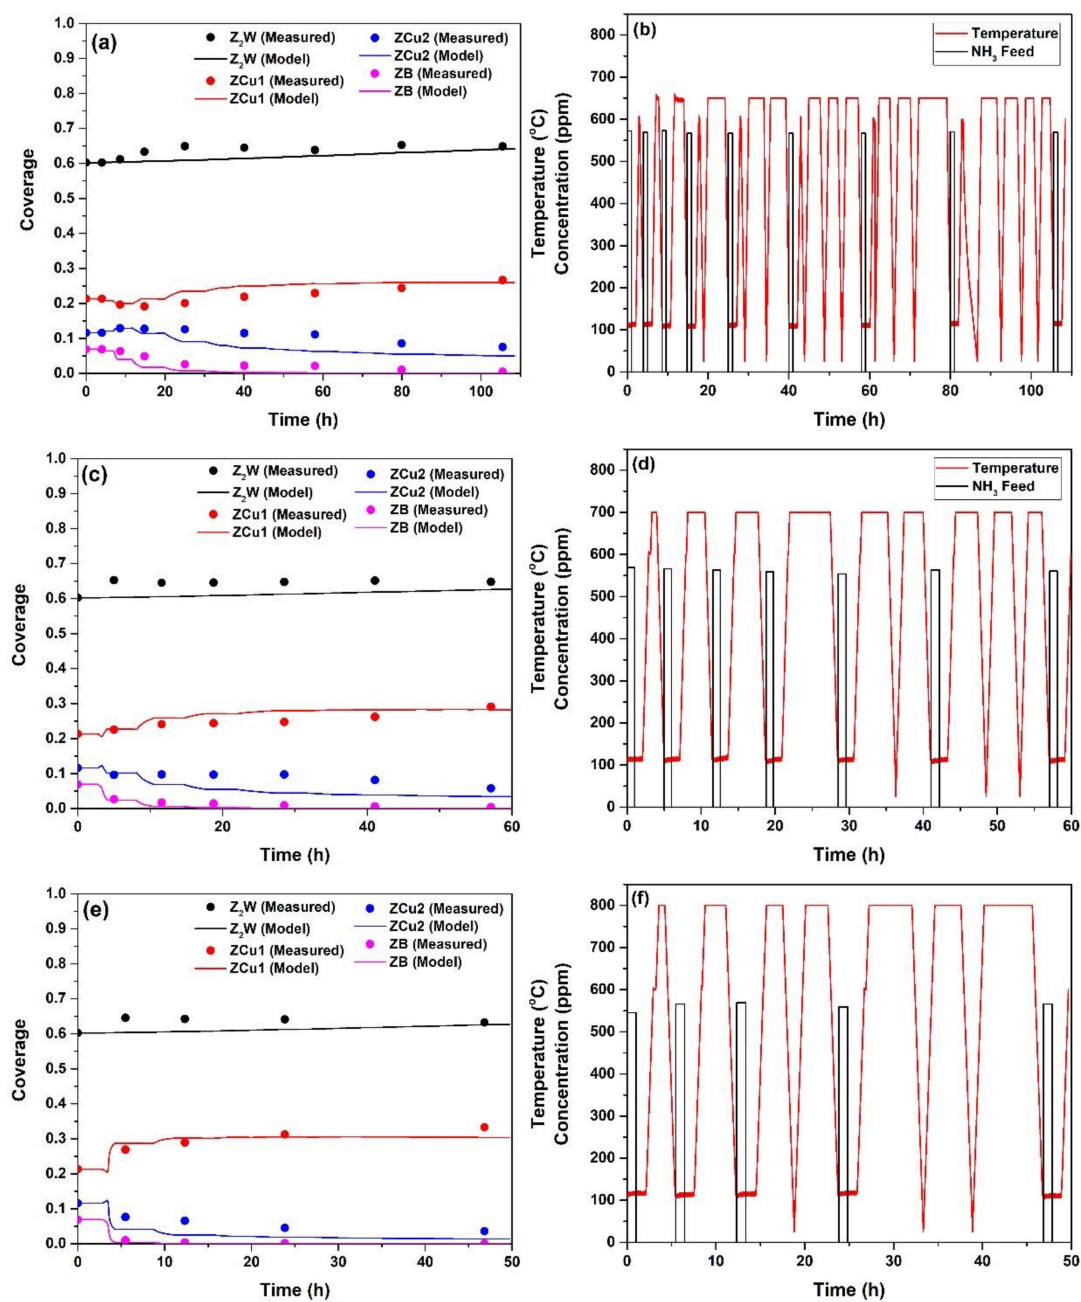 (a)
Z2W (Measured)
Z2W (Model)
ZCu1 (Measured)
ZCu1 (Model)
ZCu2 (Measured)
ZCu2 (Model)
ZB (Measured)
ZB (Model)
1.0
0.9
0.8
0.7
0.6
0.5
0.4
0.3
0.2
0.1
0.0
Coverage
0 20 40 60 80 100
Time (h)
(b)
Temperature
NH3 Feed
800
700
600
500
400
300
200
100
0
Temperature (°C)
Concentration (ppm)
0 20 40 60 80 100
Time (h)
(c)
Z2W (Measured)
Z2W (Model)
ZCu1 (Measured)
ZCu1 (Model)
ZCu2 (Measured)
ZCu2 (Model)
ZB (Measured)
ZB (Model)
1.0
0.9
0.8
0.7
0.6
0.5
0.4
0.3
0.2
0.1
0.0
Coverage
0 20 40 60
Time (h)
(d)
Temperature
NH3 Feed
800
700
600
500
400
300
200
100
0
Temperature (°C)
Concentration (ppm)
0 10 20 30 40 50 60
Time (h)
(e)
Z2W (Measured)
Z2W (Model)
ZCu1 (Measured)
ZCu1 (Model)
ZCu2 (Measured)
ZCu2 (Model)
ZB (Measured)
ZB (Model)
1.0
0.9
0.8
0.7
0.6
0.5
0.4
0.3
0.2
0.1
0.0
Coverage
0 10 20 30 40 50
Time (h)
(f)
800
700
600
500
400
300
200
100
0
Temperature (°C)
Concentration (ppm)
0 10 20 30 40 50
Time (h)